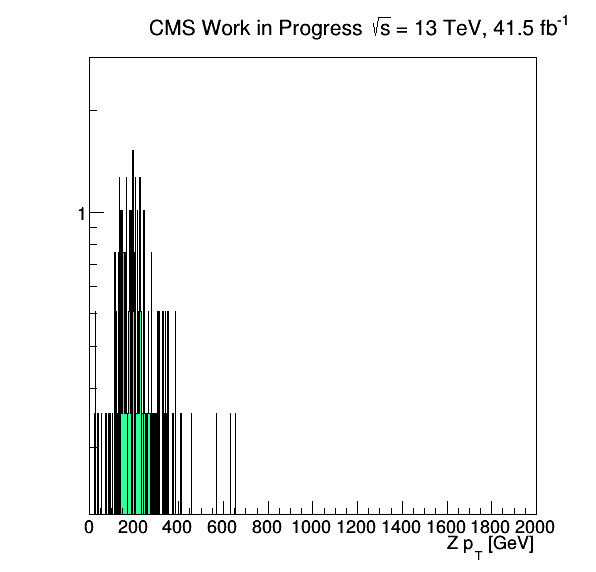 CMS Work in Progress √s = 13 TeV, 41.5 fb⁻¹
1
0 200 400 600 800 1000 1200 1400 1600 1800 2000
Z p_T [GeV]